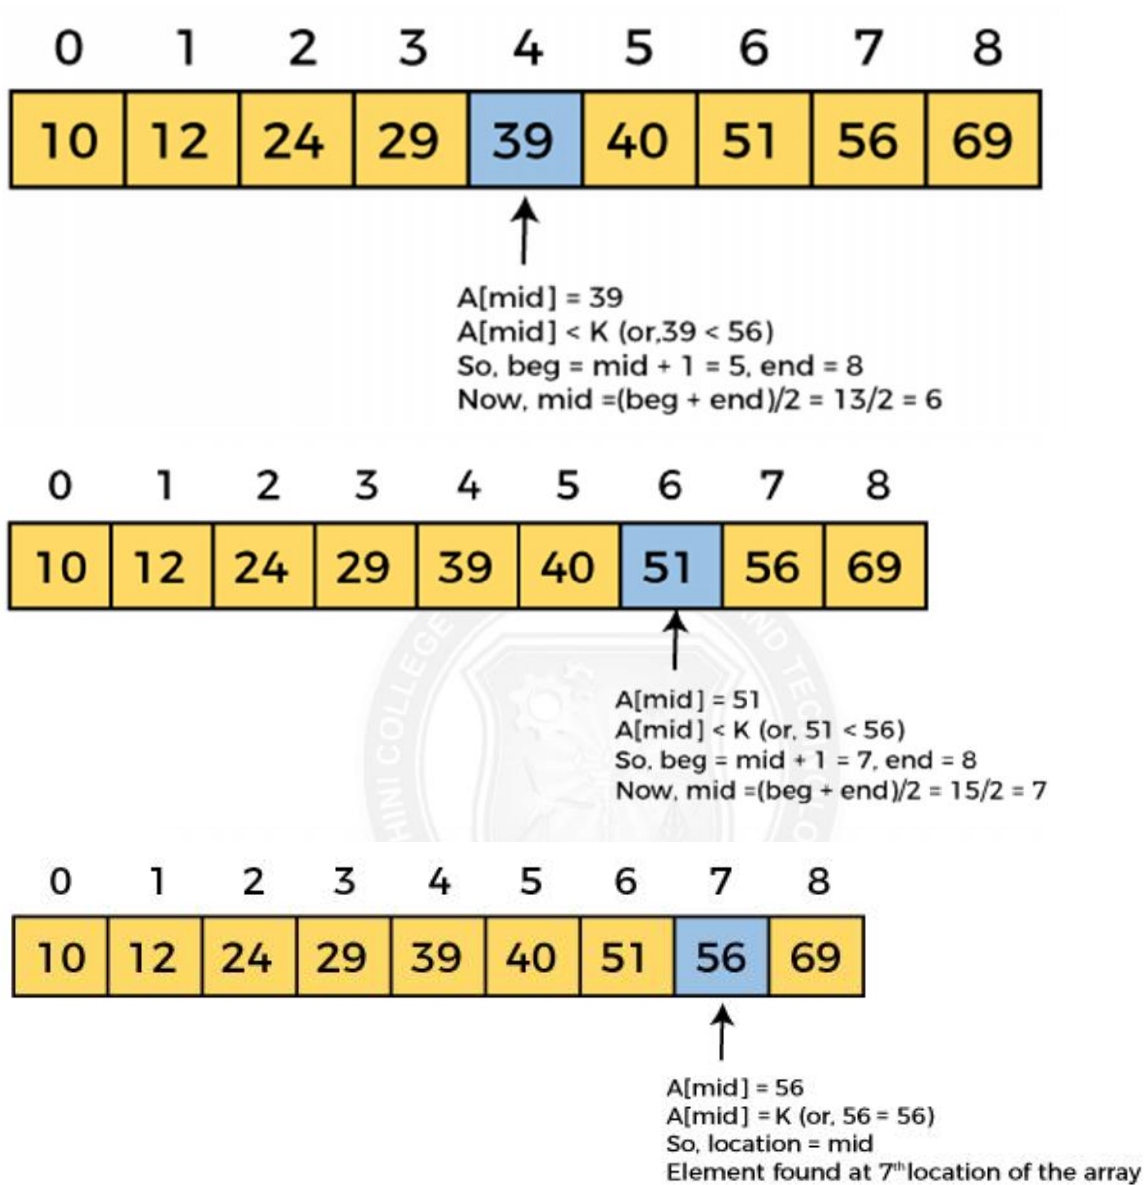 0 1 2 3 4 5 6 7 8
10 12 24 29 39 40 51 56 69
A[mid] = 39
A[mid] < K (or,39 < 56)
So, beg = mid + 1 = 5, end = 8
Now, mid =(beg + end)/2 = 13/2 = 6
0 1 2 3 4 5 6 7 8
10 12 24 29 39 40 51 56 69
A[mid] = 51
A[mid] < K (or, 51 < 56)
So, beg = mid + 1 = 7, end = 8
Now, mid =(beg + end)/2 = 15/2 = 7
0 1 2 3 4 5 6 7 8
10 12 24 29 39 40 51 56 69
A[mid] = 56
A[mid] = K (or, 56 = 56)
So, location = mid
Element found at 7th location of the array
COLLEGE